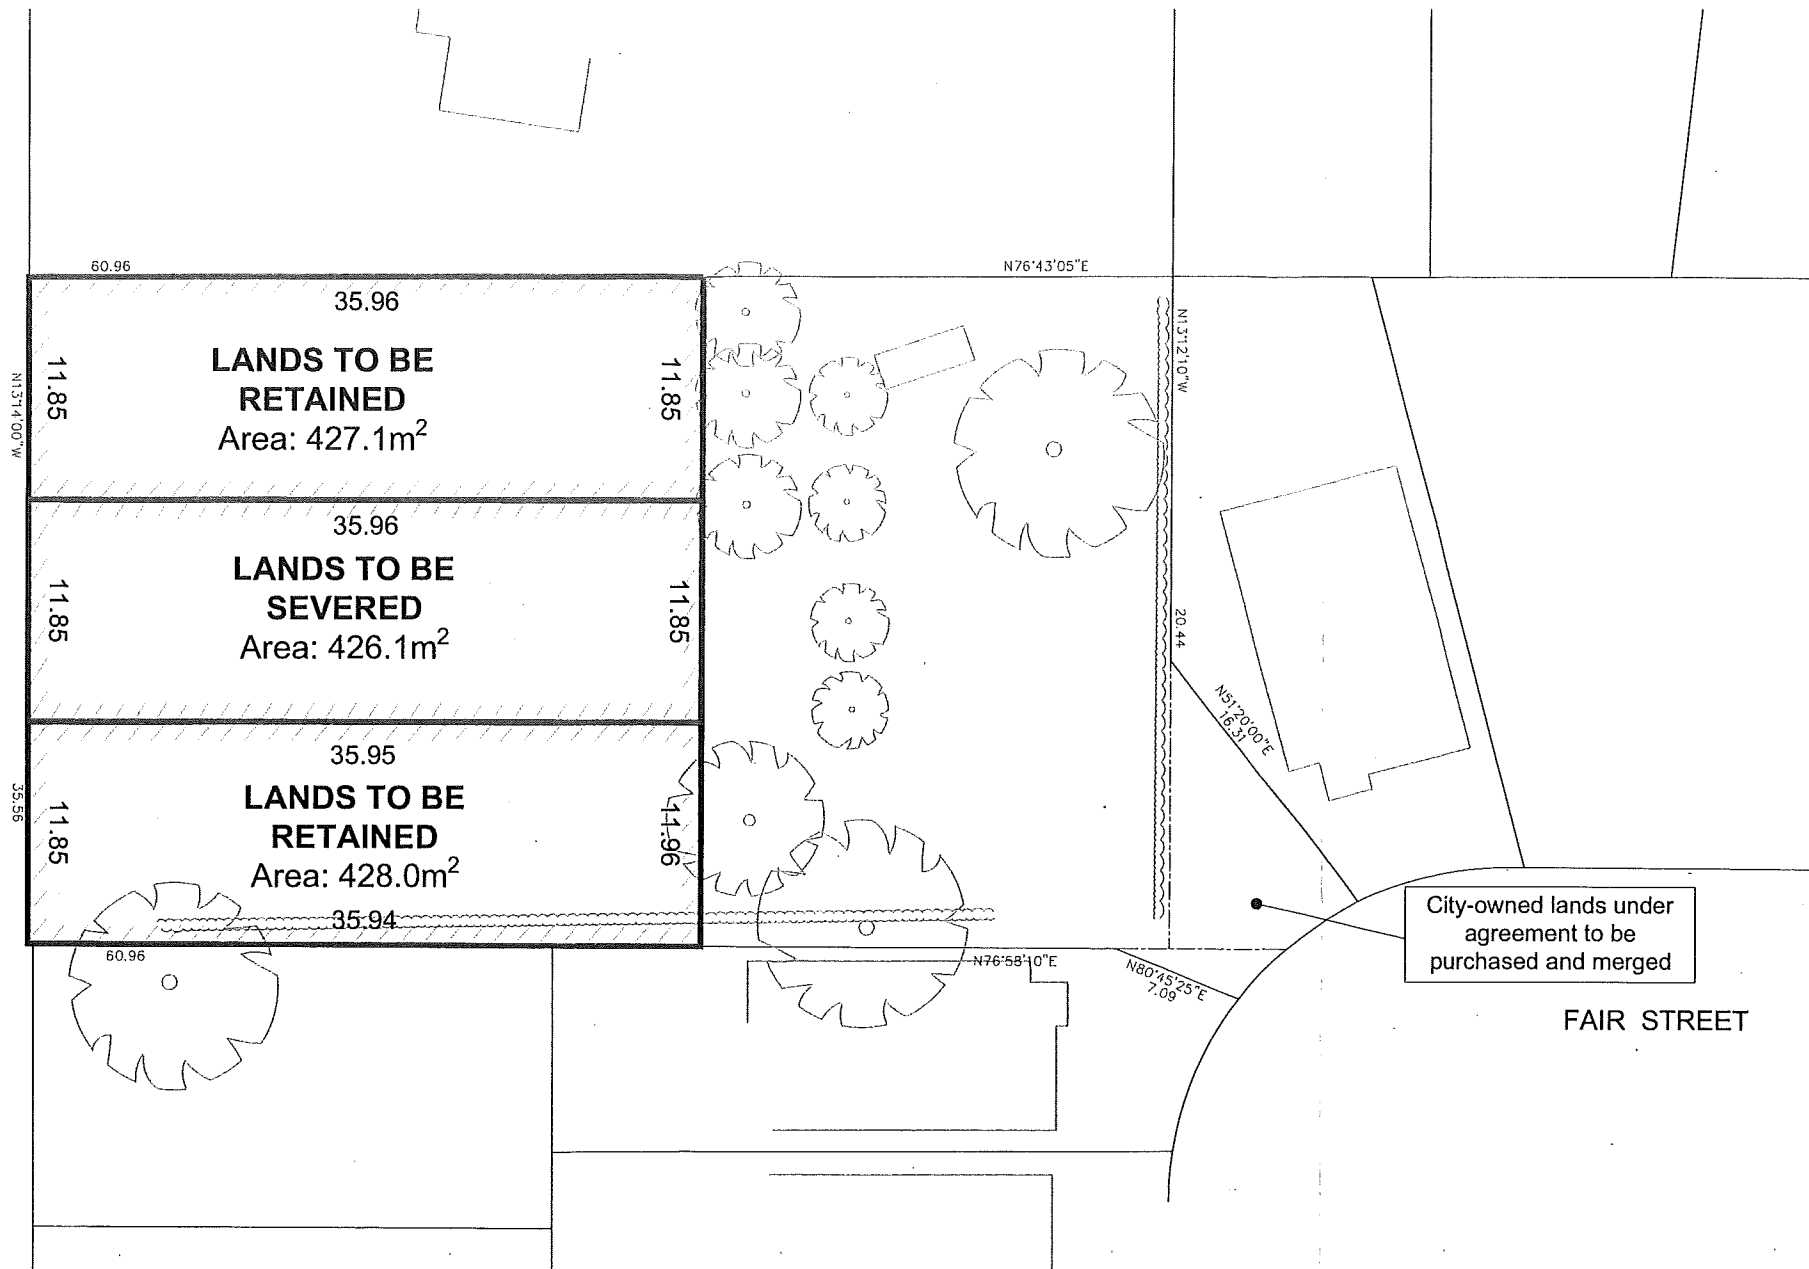 60.96
N76°43'05"E
35.96
LANDS TO BE
RETAINED
Area: 427.1m²
11.85
11.85
N13°14'00"W
N13°12'10"W
35.96
LANDS TO BE
SEVERED
Area: 426.1m²
11.85
11.85
20.44
N51°20'00"E
16.31
35.95
LANDS TO BE
RETAINED
Area: 428.0m²
11.85
11.96
35.56
35.94
60.96
N76°58'10"E
N80°45'25"E
7.09
City-owned lands under
agreement to be
purchased and merged
FAIR STREET